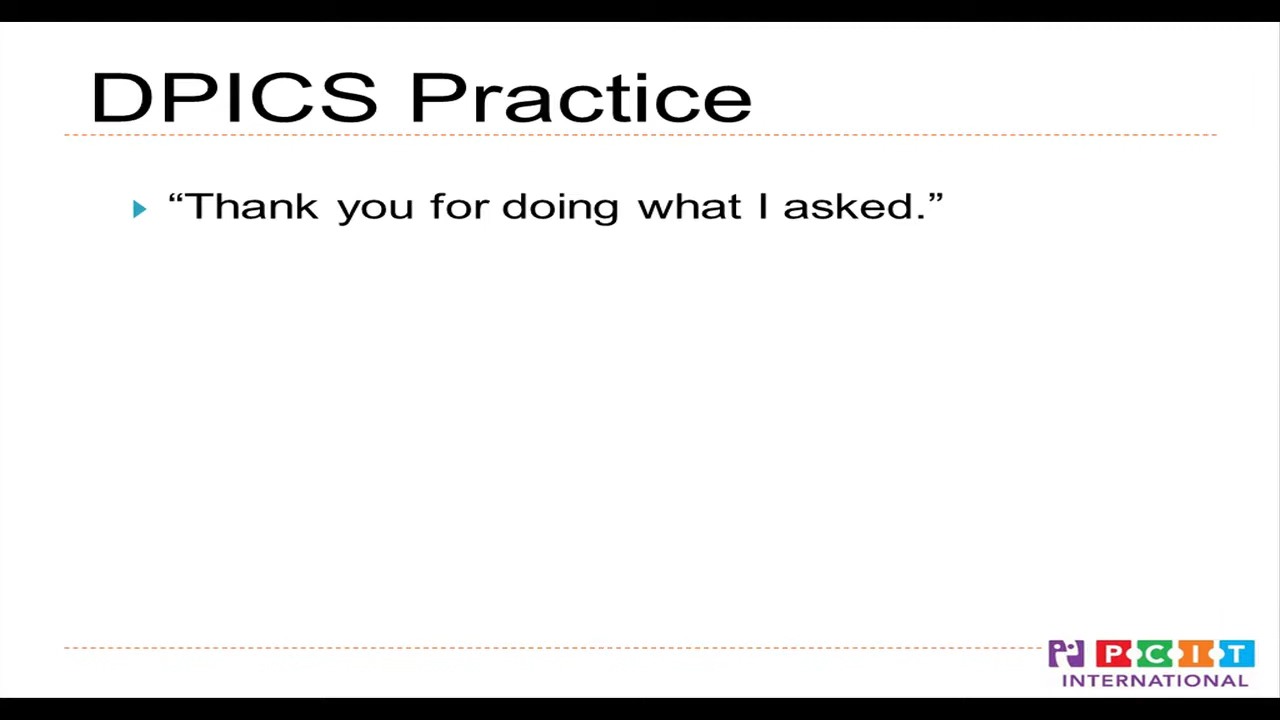 DPICS Practice
“Thank you for doing what I asked.”
PCIT
INTERNATIONAL